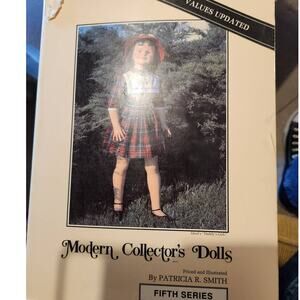 VALUES UPDATED
Modern Collector's Dolls
Priced and Illustrated
By PATRICIA R. SMITH
FIFTH SERIES